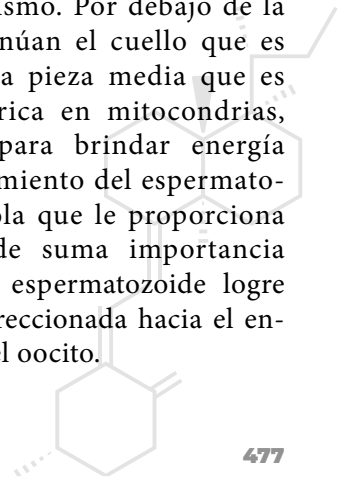 ismo. Por debajo de la
núan el cuello que es
a pieza media que es
rica en mitocondrias,
para brindar energía
miento del espermato-
ola que le proporciona
de suma importancia
espermatozoide logre
reccionada hacia el en-
el oocito.
477